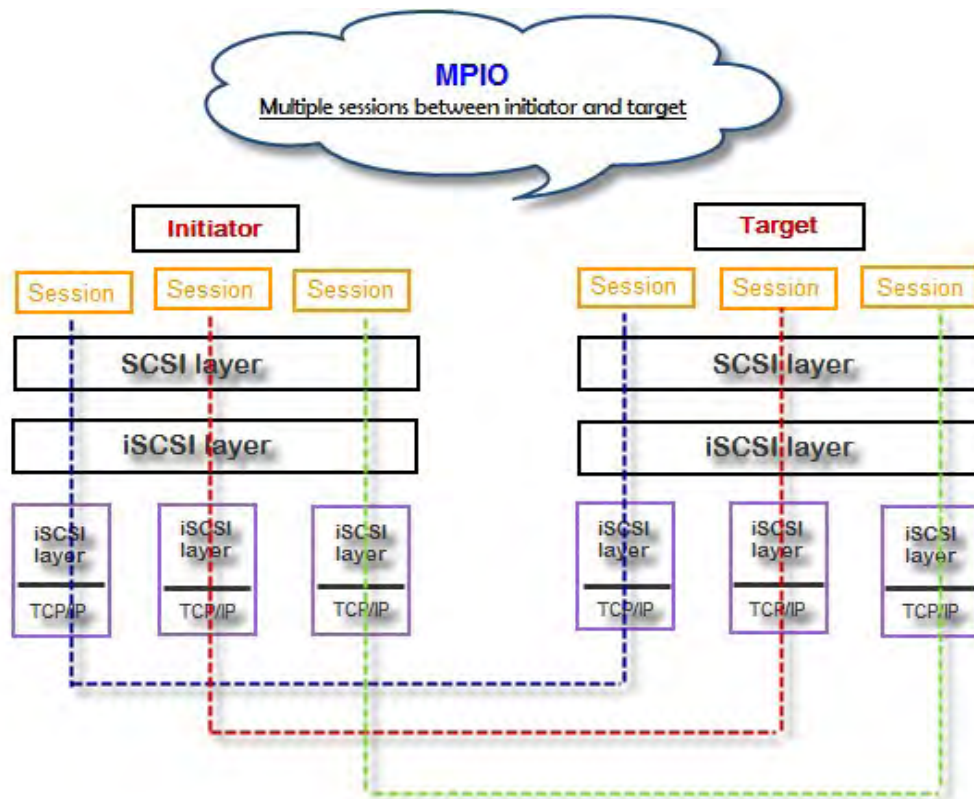 MPIO
Multiple sessions between initiator and target
Initiator
Target
Session
Session
Session
Session
Session
Session
SCSI layer
SCSI layer
iSCSI layer
iSCSI layer
iSCSI
layer
TCP/IP
iSCSI
layer
TCP/IP
iSCSI
layer
TCP/IP
iSCSI
layer
TCP/IP
iSCSI
layer
TCP/IP
iSCSI
layer
TCP/IP